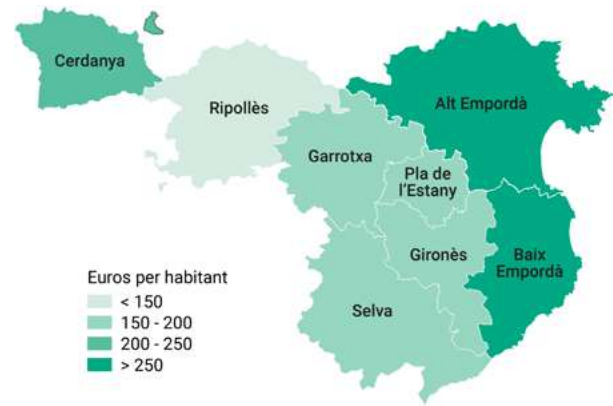 Cerdanya
Ripollès
Alt Empordà
Garrotxa
Pla de
l'Estany
Gironès
Baix
Empordà
Selva
Euros per habitant
< 150
150 - 200
200 - 250
> 250